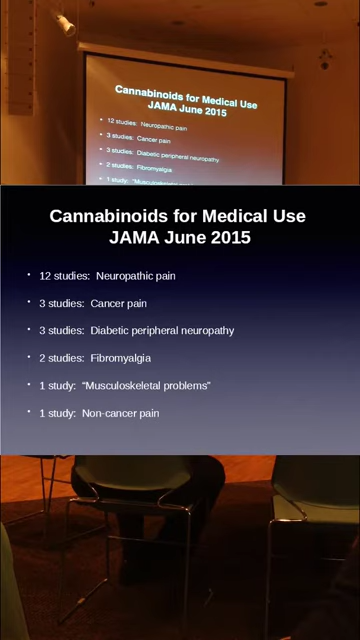 Cannabinoids for Medical Use
JAMA June 2015
• 12 studies: Neuropathic pain
• 3 studies: Cancer pain
• 3 studies: Diabetic peripheral neuropathy
• 2 studies: Fibromyalgia
• 1 study: "Musculoskeletal
Cannabinoids for Medical Use
JAMA June 2015
• 12 studies: Neuropathic pain
• 3 studies: Cancer pain
• 3 studies: Diabetic peripheral neuropathy
• 2 studies: Fibromyalgia
• 1 study: "Musculoskeletal problems"
• 1 study: Non-cancer pain